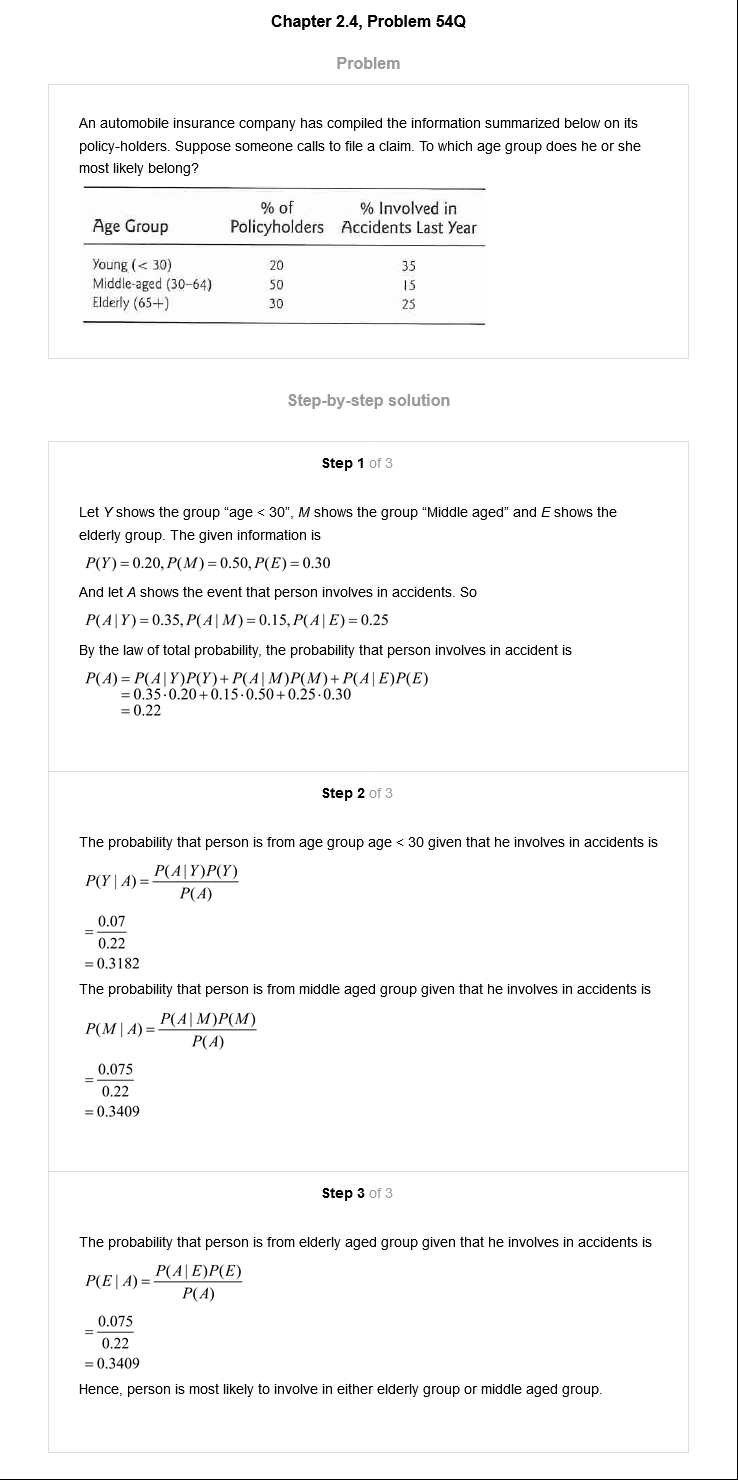 Chapter 2.4, Problem 54Q
Problem
An automobile insurance company has compiled the information summarized below on its
policy-holders. Suppose someone calls to file a claim. To which age group does he or she
most likely belong?
% of % Involved in
Age Group Policyholders Accidents Last Year
Young (< 30) 20 35
Middle-aged (30–64) 50 15
Elderly (65+) 30 25
Step-by-step solution
Step 1 of 3
Let Y shows the group “age < 30”, M shows the group “Middle aged” and E shows the
elderly group. The given information is
P(Y) = 0.20, P(M) = 0.50, P(E) = 0.30
And let A shows the event that person involves in accidents. So
P(A | Y) = 0.35, P(A | M) = 0.15, P(A | E) = 0.25
By the law of total probability, the probability that person involves in accident is
P(A) = P(A | Y)P(Y) + P(A | M)P(M) + P(A | E)P(E)
= 0.35·0.20 + 0.15·0.50 + 0.25·0.30
= 0.22
Step 2 of 3
The probability that person is from age group age < 30 given that he involves in accidents is
P(Y | A) = P(A | Y)P(Y)
P(A)
= 0.07
0.22
= 0.3182
The probability that person is from middle aged group given that he involves in accidents is
P(M | A) = P(A | M)P(M)
P(A)
= 0.075
0.22
= 0.3409
Step 3 of 3
The probability that person is from elderly aged group given that he involves in accidents is
P(E | A) = P(A | E)P(E)
P(A)
= 0.075
0.22
= 0.3409
Hence, person is most likely to involve in either elderly group or middle aged group.